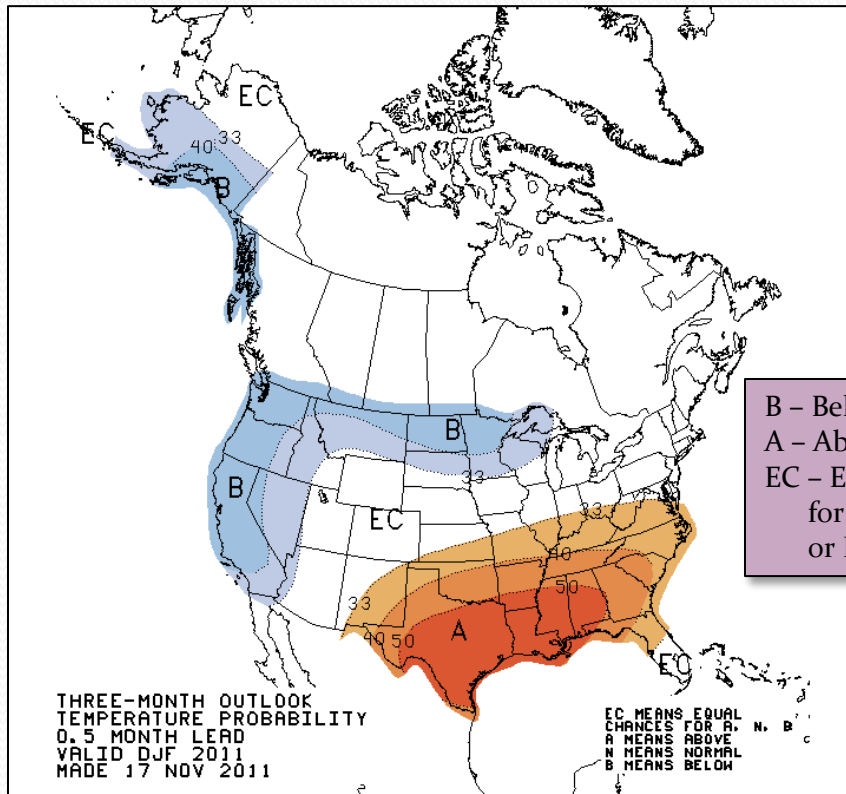 EC
EC
40
33
B
B
33
B
EC
33
40
50
33
40
50
A
EC
B –
A –
EC –
for
or
THREE-MONTH OUTLOOK
TEMPERATURE PROBABILITY
0.5 MONTH LEAD
VALID DJF 2011
MADE 17 NOV 2011
EC MEANS EQUAL
CHANCES FOR A, N, B
A MEANS ABOVE
N MEANS NORMAL
B MEANS BELOW